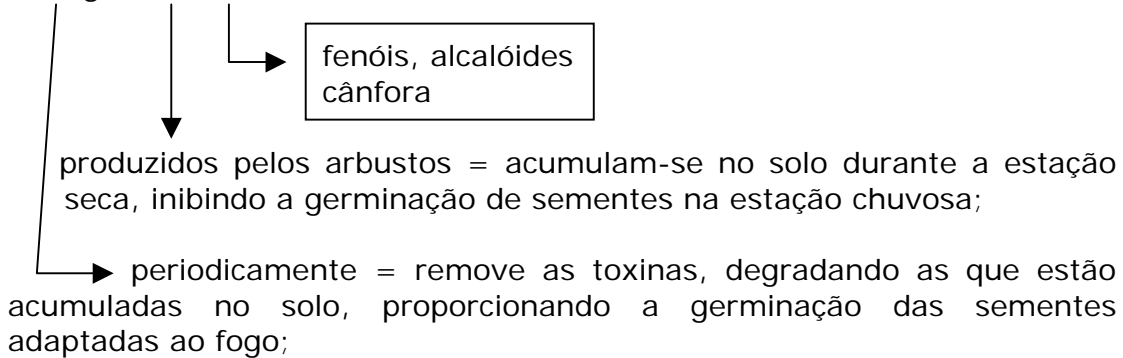 fenóis, alcalóides
cânfora
produzidos pelos arbustos = acumulam-se no solo durante a estação
seca, inibindo a germinação de sementes na estação chuvosa;
periodicamente = remove as toxinas, degradando as que estão
acumuladas no solo, proporcionando a germinação das sementes
adaptadas ao fogo;